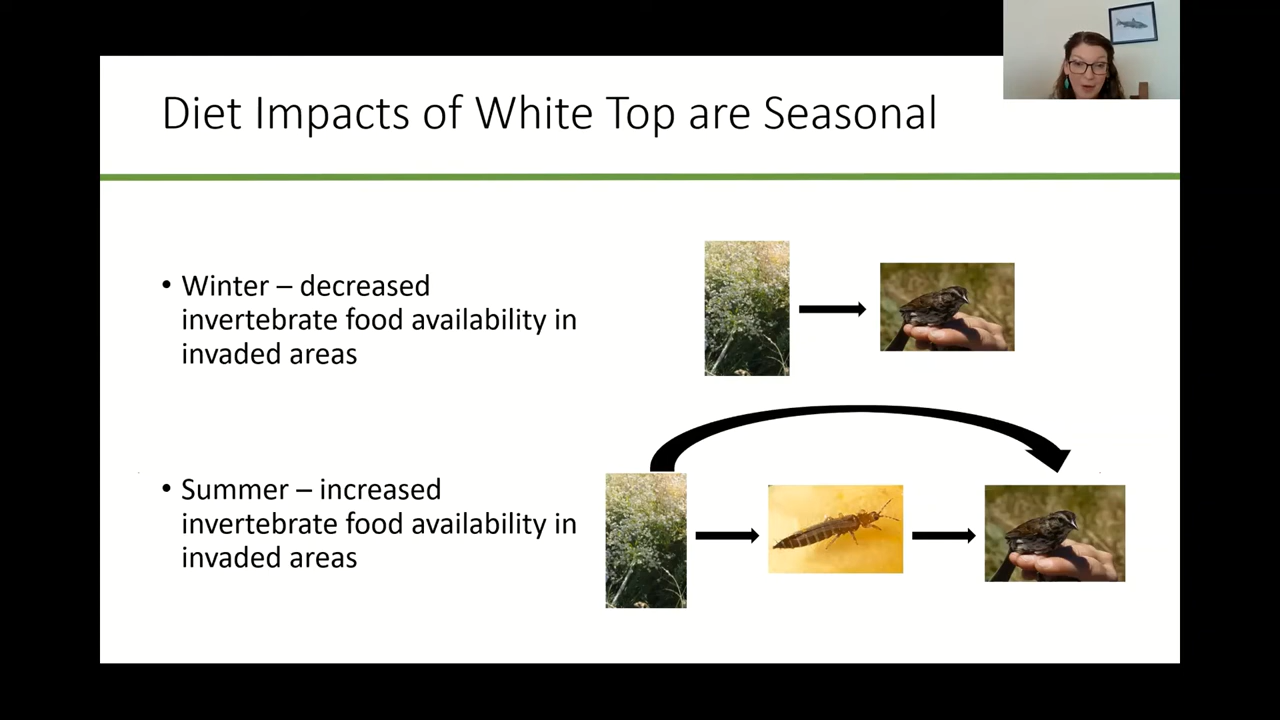 Diet Impacts of White Top are Seasonal
• Winter – decreased
invertebrate food availability in
invaded areas
• Summer – increased
invertebrate food availability in
invaded areas